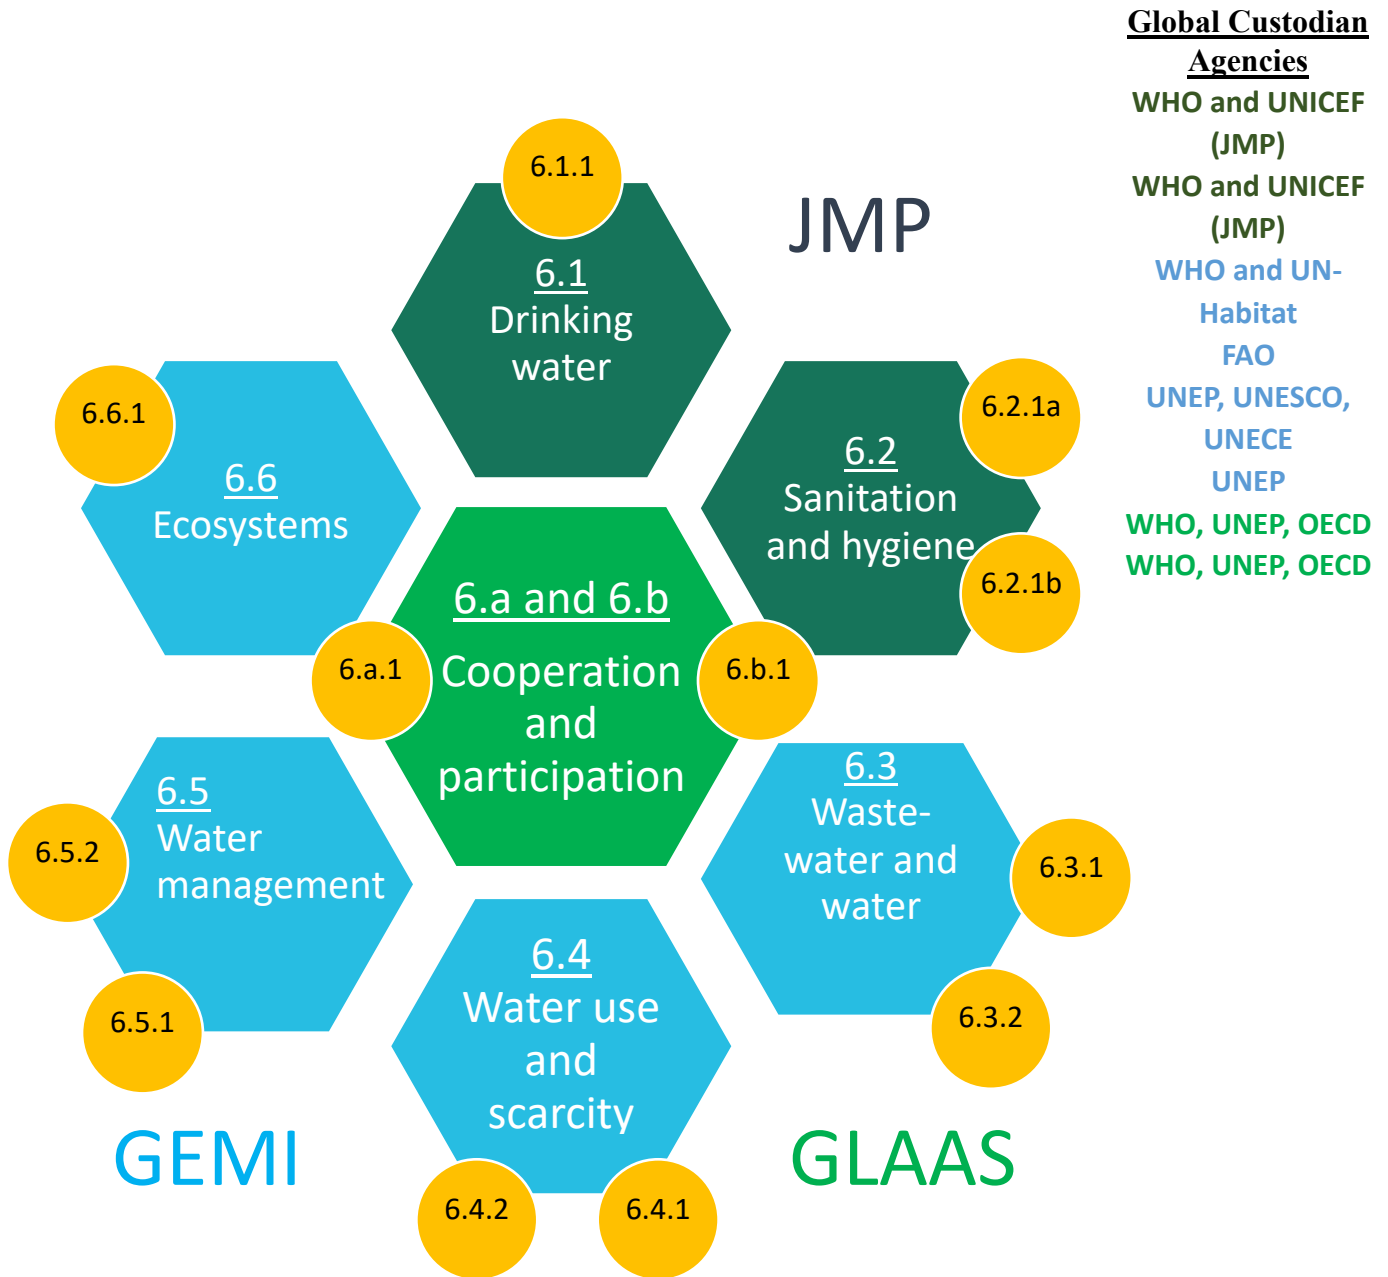 Global Custodian
Agencies
WHO and UNICEF
(JMP)
WHO and UNICEF
(JMP)
WHO and UN-
Habitat
FAO
UNEP, UNESCO,
UNECE
UNEP
WHO, UNEP, OECD
WHO, UNEP, OECD
JMP
6.1.1
6.1
Drinking
water
6.2.1a
6.2
Sanitation
and hygiene
6.2.1b
6.6.1
6.6
Ecosystems
6.a and 6.b
Cooperation
and
participation
6.a.1
6.b.1
6.3
Waste-
water and
water
6.3.1
6.3.2
6.5
Water
management
6.5.2
6.5.1
6.4
Water use
and
scarcity
6.4.2
6.4.1
GEMI
GLAAS